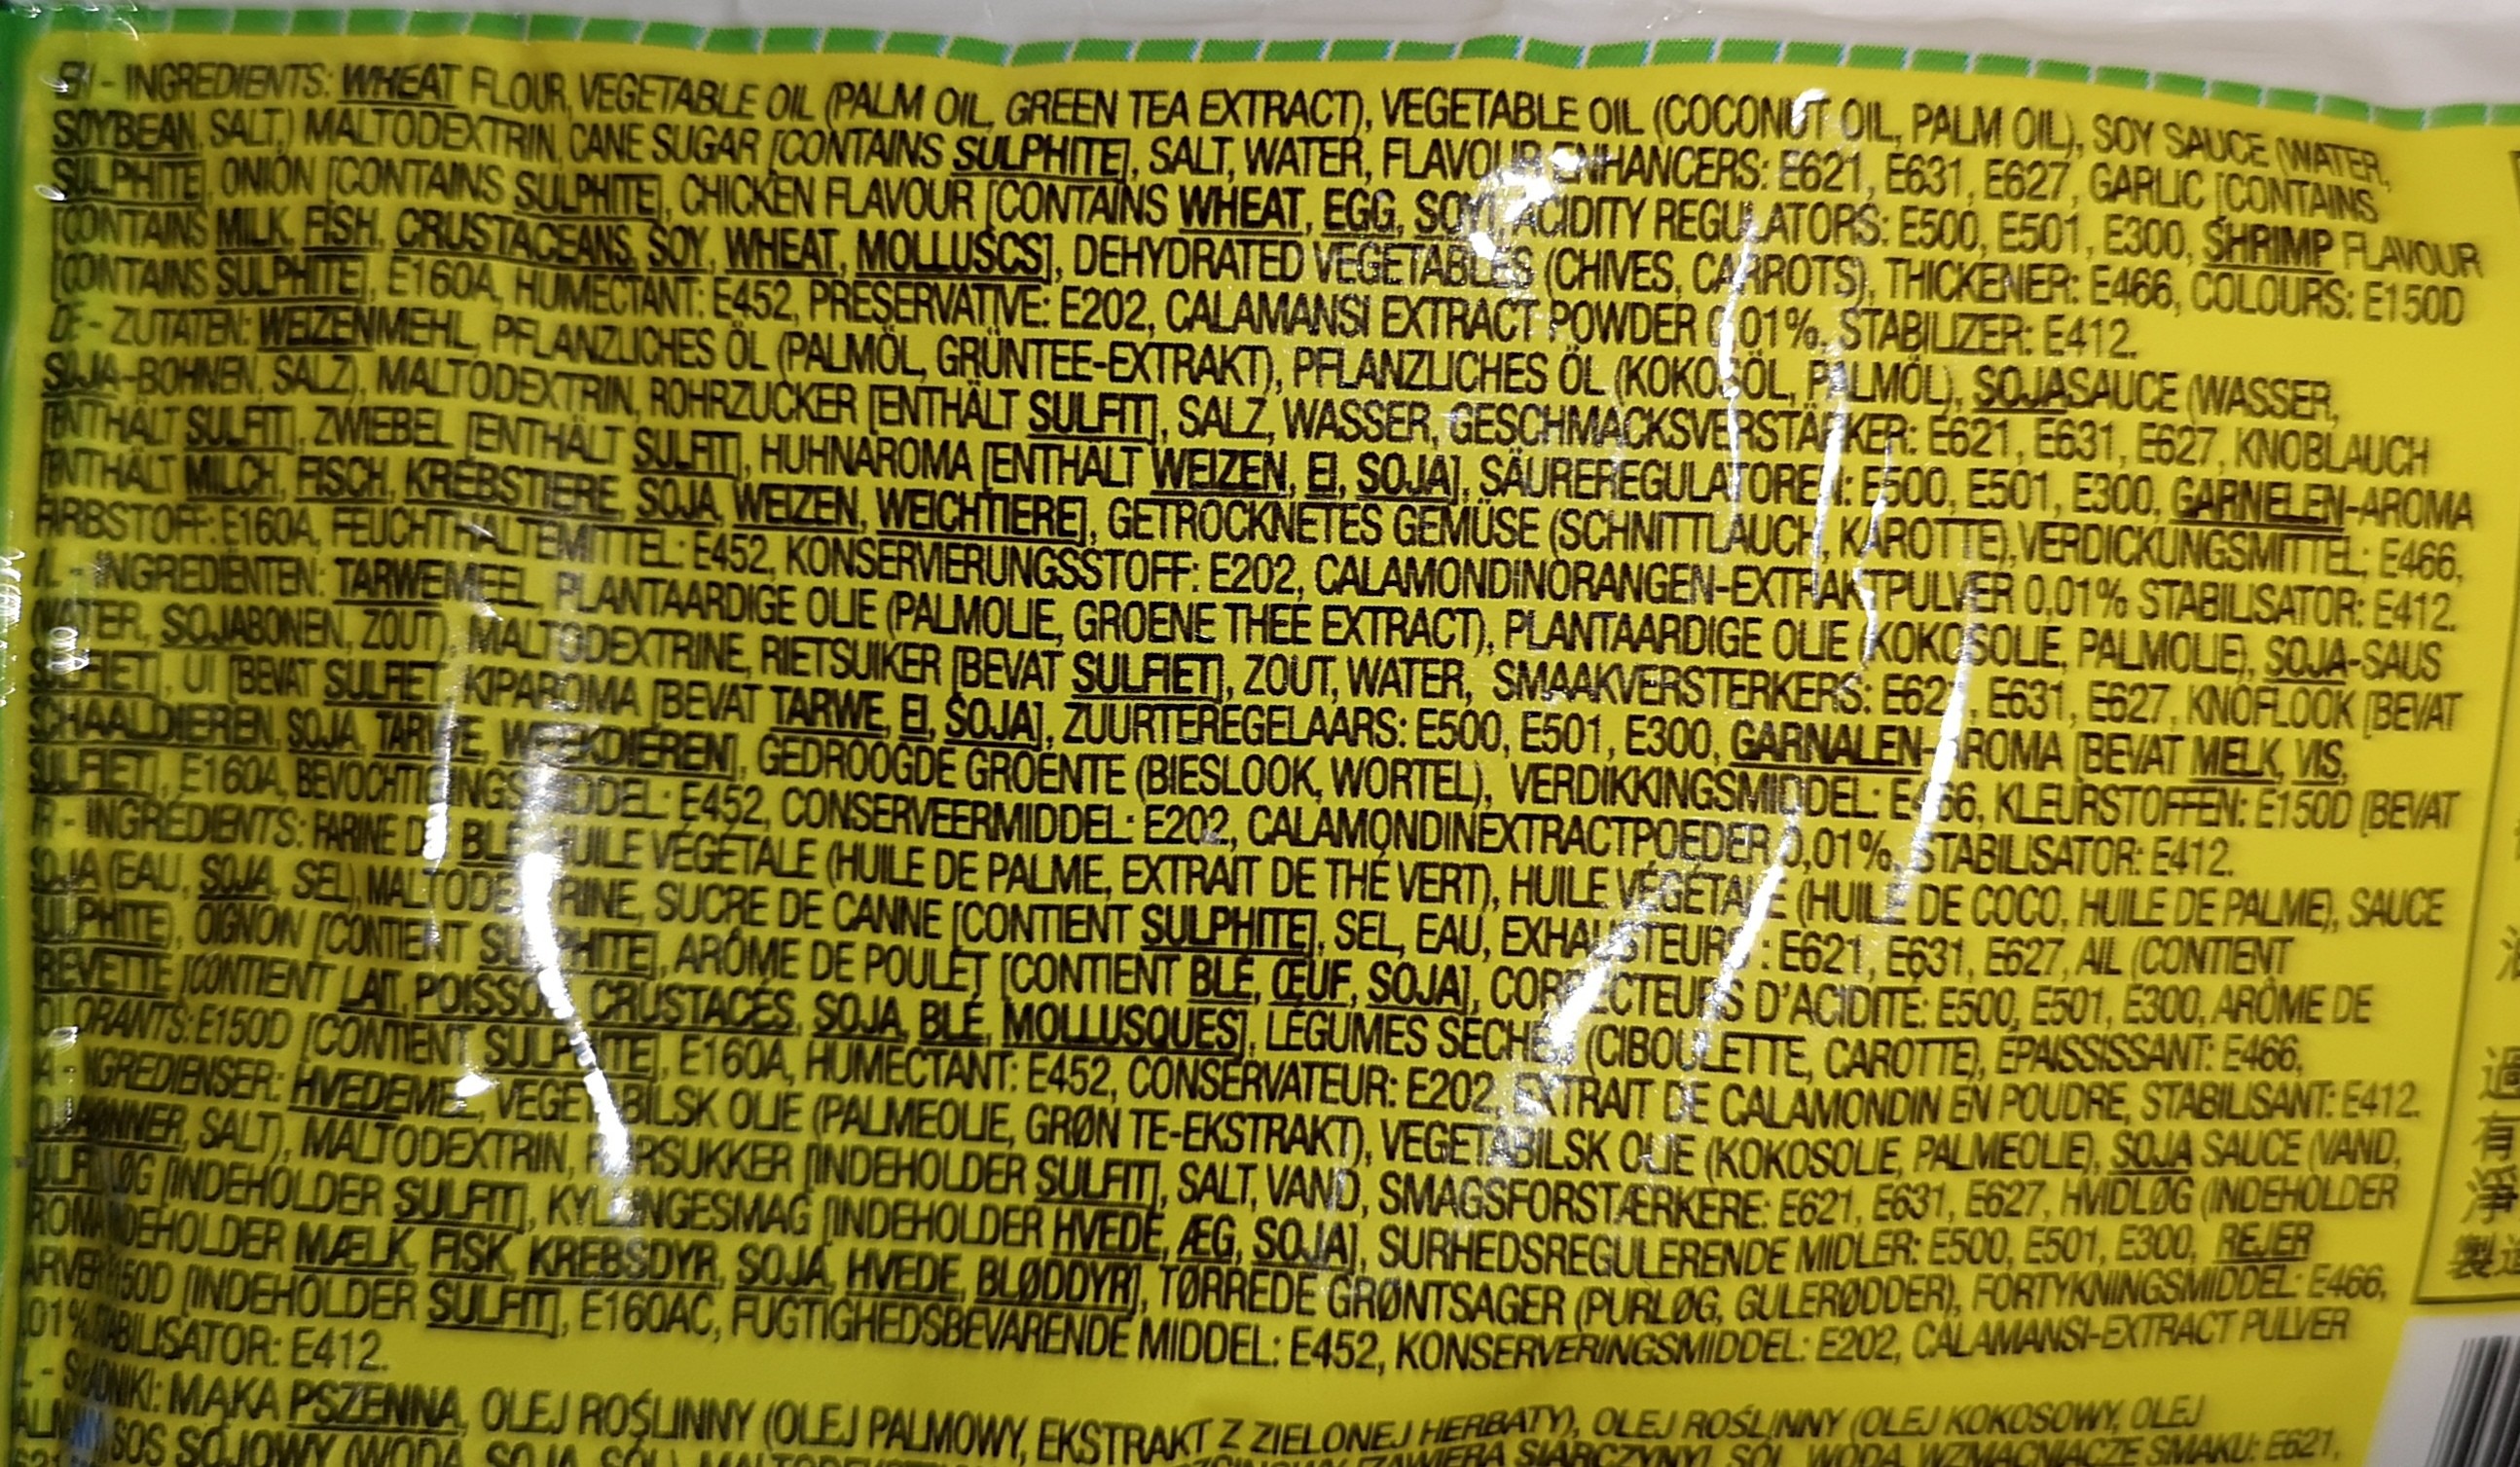 EN - INGREDIENTS: WHEAT FLOUR, VEGETABLE OIL (PALM OIL, GREEN TEA EXTRACT), VEGETABLE OIL (COCONUT OIL, PALM OIL), SOY SAUCE (WATER,
SOYBEAN, SALT,) MALTODEXTRIN, CANE SUGAR [CONTAINS SULPHITE], SALT, WATER, FLAVOUR ENHANCERS: E621, E631, E627, GARLIC [CONTAINS
SULPHITE], ONION [CONTAINS SULPHITE], CHICKEN FLAVOUR [CONTAINS WHEAT, EGG, SOY], ACIDITY REGULATORS: E500, E501, E300, SHRIMP FLAVOUR
[CONTAINS MILK, FISH, CRUSTACEANS, SOY, WHEAT, MOLLUSCS], DEHYDRATED VEGETABLES (CHIVES, CARROTS), THICKENER: E466, COLOURS: E150D
[CONTAINS SULPHITE], E160A, HUMECTANT: E452, PRESERVATIVE: E202, CALAMANSI EXTRACT POWDER 0,01%, STABILIZER: E412.
DE - ZUTATEN: WEIZENMEHL, PFLANZLICHES ÖL (PALMÖL, GRÜNTEE-EXTRAKT), PFLANZLICHES ÖL (KOKOSÖL, PALMÖL), SOJASAUCE (WASSER,
SOJA-BOHNEN, SALZ), MALTODEXTRIN, ROHRZUCKER [ENTHÄLT SULFIT], SALZ, WASSER, GESCHMACKSVERSTÄRKER: E621, E631, E627, KNOBLAUCH
[ENTHÄLT SULFIT], ZWIEBEL [ENTHÄLT SULFIT], HUHNAROMA [ENTHÄLT WEIZEN, EI, SOJA], SÄUREREGULATOREN: E500, E501, E300, GARNELEN-AROMA
[ENTHÄLT MILCH, FISCH, KREBSTIERE, SOJA, WEIZEN, WEICHTIERE], GETROCKNETES GEMÜSE (SCHNITTLAUCH, KAROTTE), VERDICKUNGSMITTEL: E466,
FARBSTOFF: E160A, FEUCHTHALTEMITTEL: E452, KONSERVIERUNGSSTOFF: E202, CALAMONDINORANGEN-EXTRAKTPULVER 0,01% STABILISATOR: E412.
NL - INGREDIËNTEN: TARWEMEEL, PLANTAARDIGE OLIE (PALMOLIE, GROENE THEE EXTRACT), PLANTAARDIGE OLIE (KOKOSOLIE, PALMOLIE), SOJA-SAUS
(WATER, SOJABONEN, ZOUT), MALTODEXTRINE, RIETSUIKER [BEVAT SULFIET], ZOUT, WATER, SMAAKVERSTERKERS: E621, E631, E627, KNOFLOOK [BEVAT
SULFIET], UI [BEVAT SULFIET], KIPAROMA [BEVAT TARWE, EI, SOJA], ZUURTEREGELAARS: E500, E501, E300, GARNALEN-AROMA [BEVAT MELK, VIS,
SCHAALDIEREN, SOJA, TARWE, WEEKDIEREN], GEDROOGDE GROENTE (BIESLOOK, WORTEL), VERDIKKINGSMIDDEL: E466, KLEURSTOFFEN: E150D [BEVAT
SULFIET], E160A, BEVOCHTIGINGSMIDDEL: E452, CONSERVEERMIDDEL: E202, CALAMONDINEXTRACTPOEDER 0,01%, STABILISATOR: E412.
FR - INGRÉDIENTS: FARINE DE BLÉ, HUILE VÉGÉTALE (HUILE DE PALME, EXTRAIT DE THÉ VERT), HUILE VÉGÉTALE (HUILE DE COCO, HUILE DE PALME), SAUCE
SOJA (EAU, SOJA, SEL), MALTODEXTRINE, SUCRE DE CANNE [CONTIENT SULPHITE], SEL, EAU, EXHAUSTEURS : E621, E631, E627, AIL (CONTIENT
SULPHITE), OIGNON [CONTIENT SULPHITE], ARÔME DE POULET [CONTIENT BLÉ, ŒUF, SOJA], CORRECTEURS D'ACIDITÉ: E500, E501, E300, ARÔME DE
CREVETTE [CONTIENT LAIT, POISSON, CRUSTACÉS, SOJA, BLÉ, MOLLUSQUES], LÉGUMES SÉCHÉS (CIBOULETTE, CAROTTE), ÉPAISSISSANT: E466,
COLORANTS: E150D [CONTIENT SULPHITE], E160A, HUMECTANT: E452, CONSERVATEUR: E202, EXTRAIT DE CALAMONDIN EN POUDRE, STABILISANT: E412.
INGREDIENSER: HVEDEMEL, VEGETABILSK OLIE (PALMEOLIE, GRØN TE-EKSTRAKT), VEGETABILSK OLIE (KOKOSOLIE, PALMEOLIE), SOJA SAUCE (VAND,
SALT), MALTODEXTRIN, RØRSUKKER [INDEHOLDER SULFIT], SALT, VAND, SMAGSFORSTÆRKERE: E621, E631, E627, HVIDLØG (INDEHOLDER
LØG [INDEHOLDER SULFIT], KYLLINGESMAG [INDEHOLDER HVEDE, ÆG, SOJA], SURHEDSREGULERENDE MIDLER: E500, E501, E300, REJER
MÆLK, FISK, KREBSDYR, SOJA, HVEDE, BLØDDYR], TØRREDE GRØNTSAGER (PURLØG, GULERØDDER), FORTYKNINGSMIDDEL: E466,
[INDEHOLDER SULFIT], E160AC, FUGTIGHEDSBEVARENDE MIDDEL: E452, KONSERVERINGSMIDDEL: E202, CALAMANSI-EXTRACT PULVER
E412.
MĄKA PSZENNA, OLEJ ROŚLINNY (OLEJ PALMOWY, EKSTRAKT Z ZIELONEJ HERBATY), OLEJ ROŚLINNY (OLEJ KOKOSOWY, OLEJ
SOS SOJOWY (WODA, SOJA, SÓL), SÓL, WODA, WZMACNIACZE SMAKU: E621,
有
淨
製